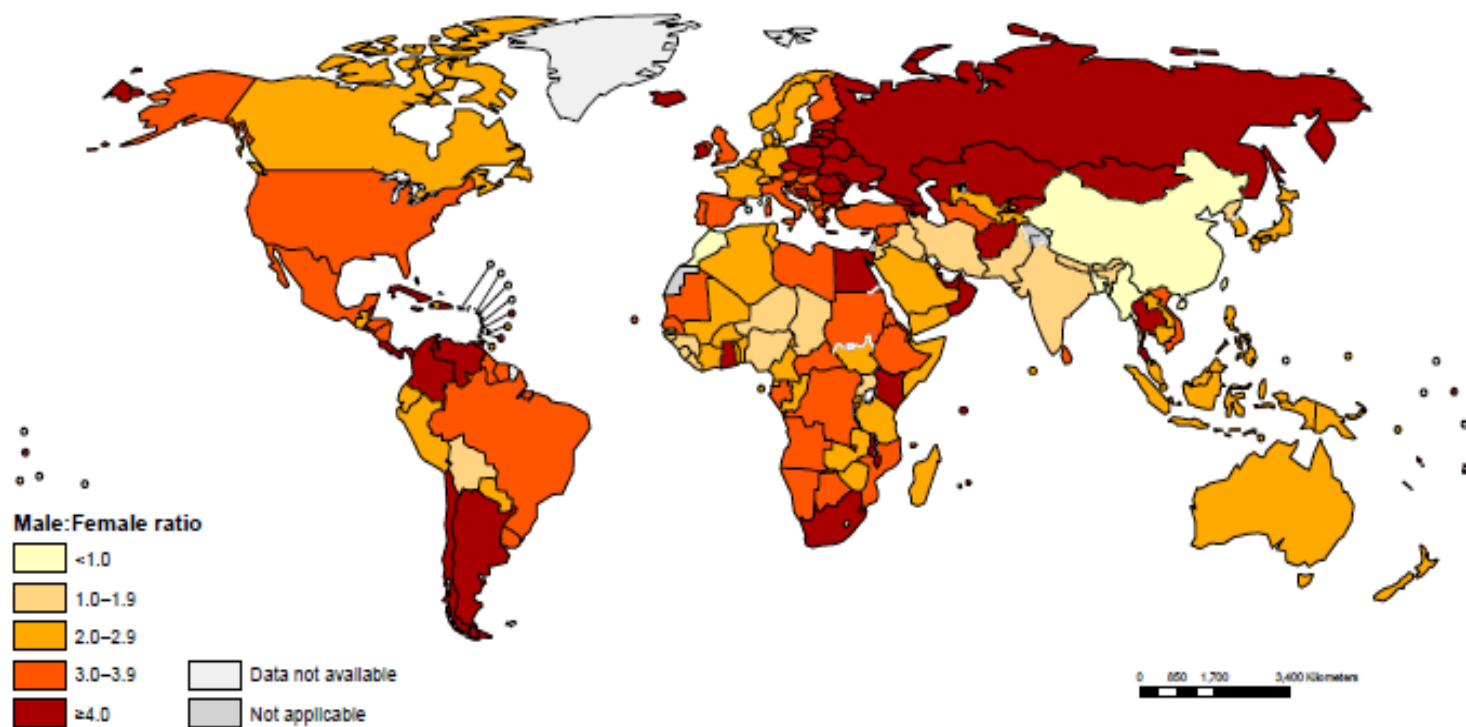 Male:Female ratio
<1.0
1.0–1.9
2.0–2.9
3.0–3.9
≥4.0
Data not available
Not applicable
0 850 1,700 3,400 Kilometers